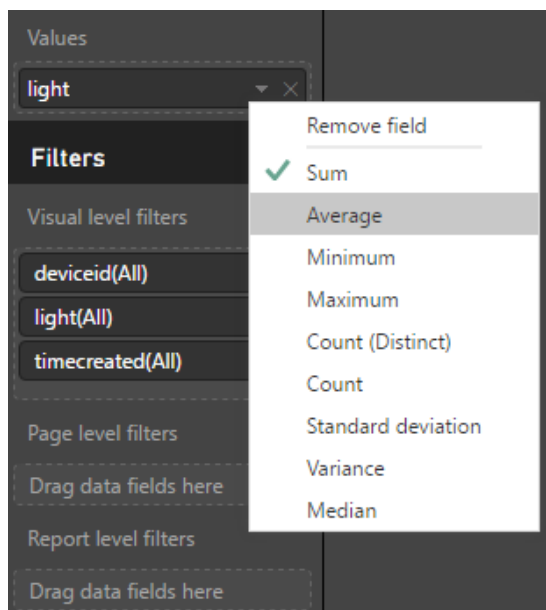 Values
light
Remove field
Filters
Sum
Average
Visual level filters
Minimum
deviceid(All)
Maximum
light(All)
Count (Distinct)
timecreated(All)
Count
Standard deviation
Page level filters
Variance
Drag data fields here
Median
Report level filters
Drag data fields here